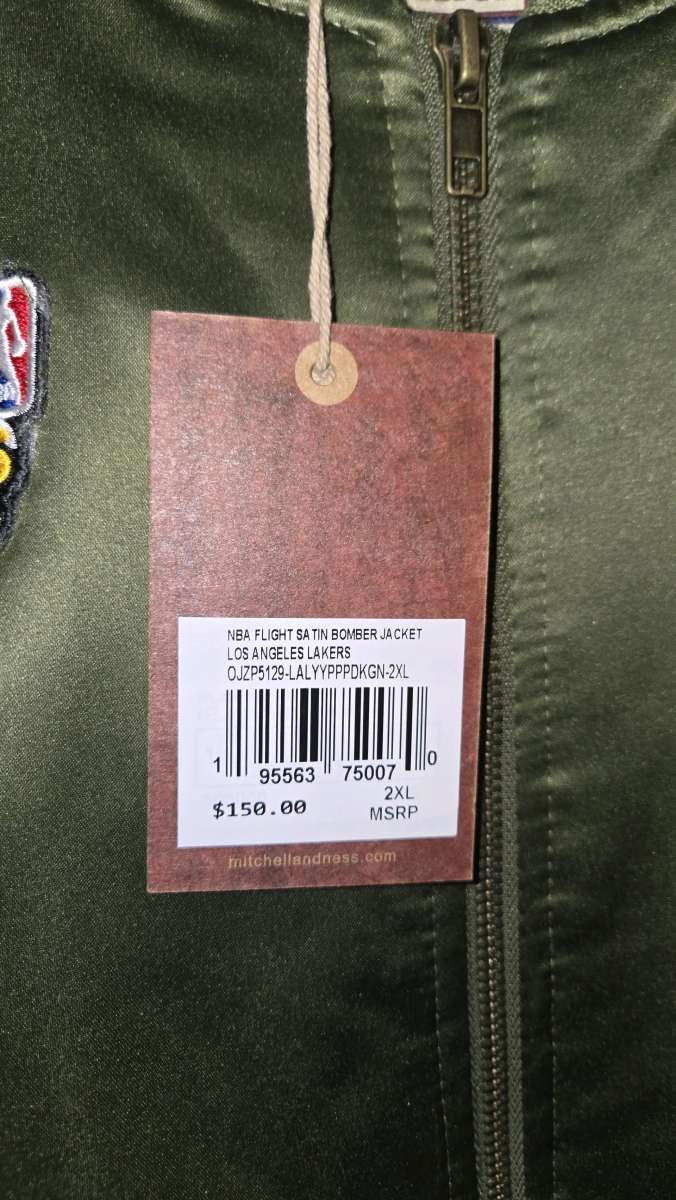 NBA FLIGHT SATIN BOMBER JACKET
LOS ANGELES LAKERS
OJZP5129-LALYYPPPDKGN-2XL
1 95563 75007 0
$150.00
2XL
MSRP
mitchellandness.com